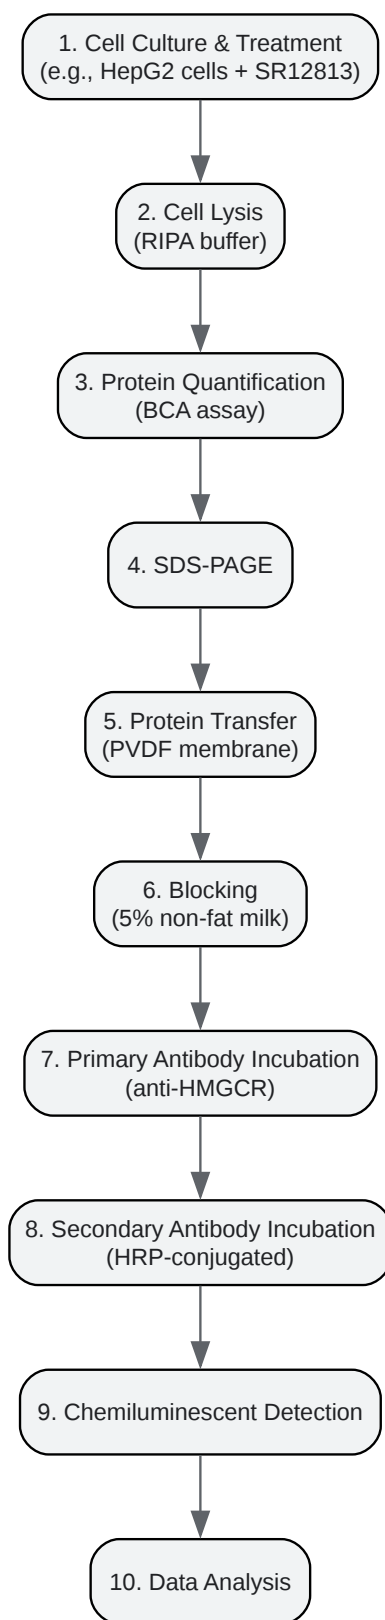 1. Cell Culture & Treatment
(e.g., HepG2 cells + SR12813)
2. Cell Lysis
(RIPA buffer)
3. Protein Quantification
(BCA assay)
4. SDS-PAGE
5. Protein Transfer
(PVDF membrane)
6. Blocking
(5% non-fat milk)
7. Primary Antibody Incubation
(anti-HMGCR)
8. Secondary Antibody Incubation
(HRP-conjugated)
9. Chemiluminescent Detection
10. Data Analysis